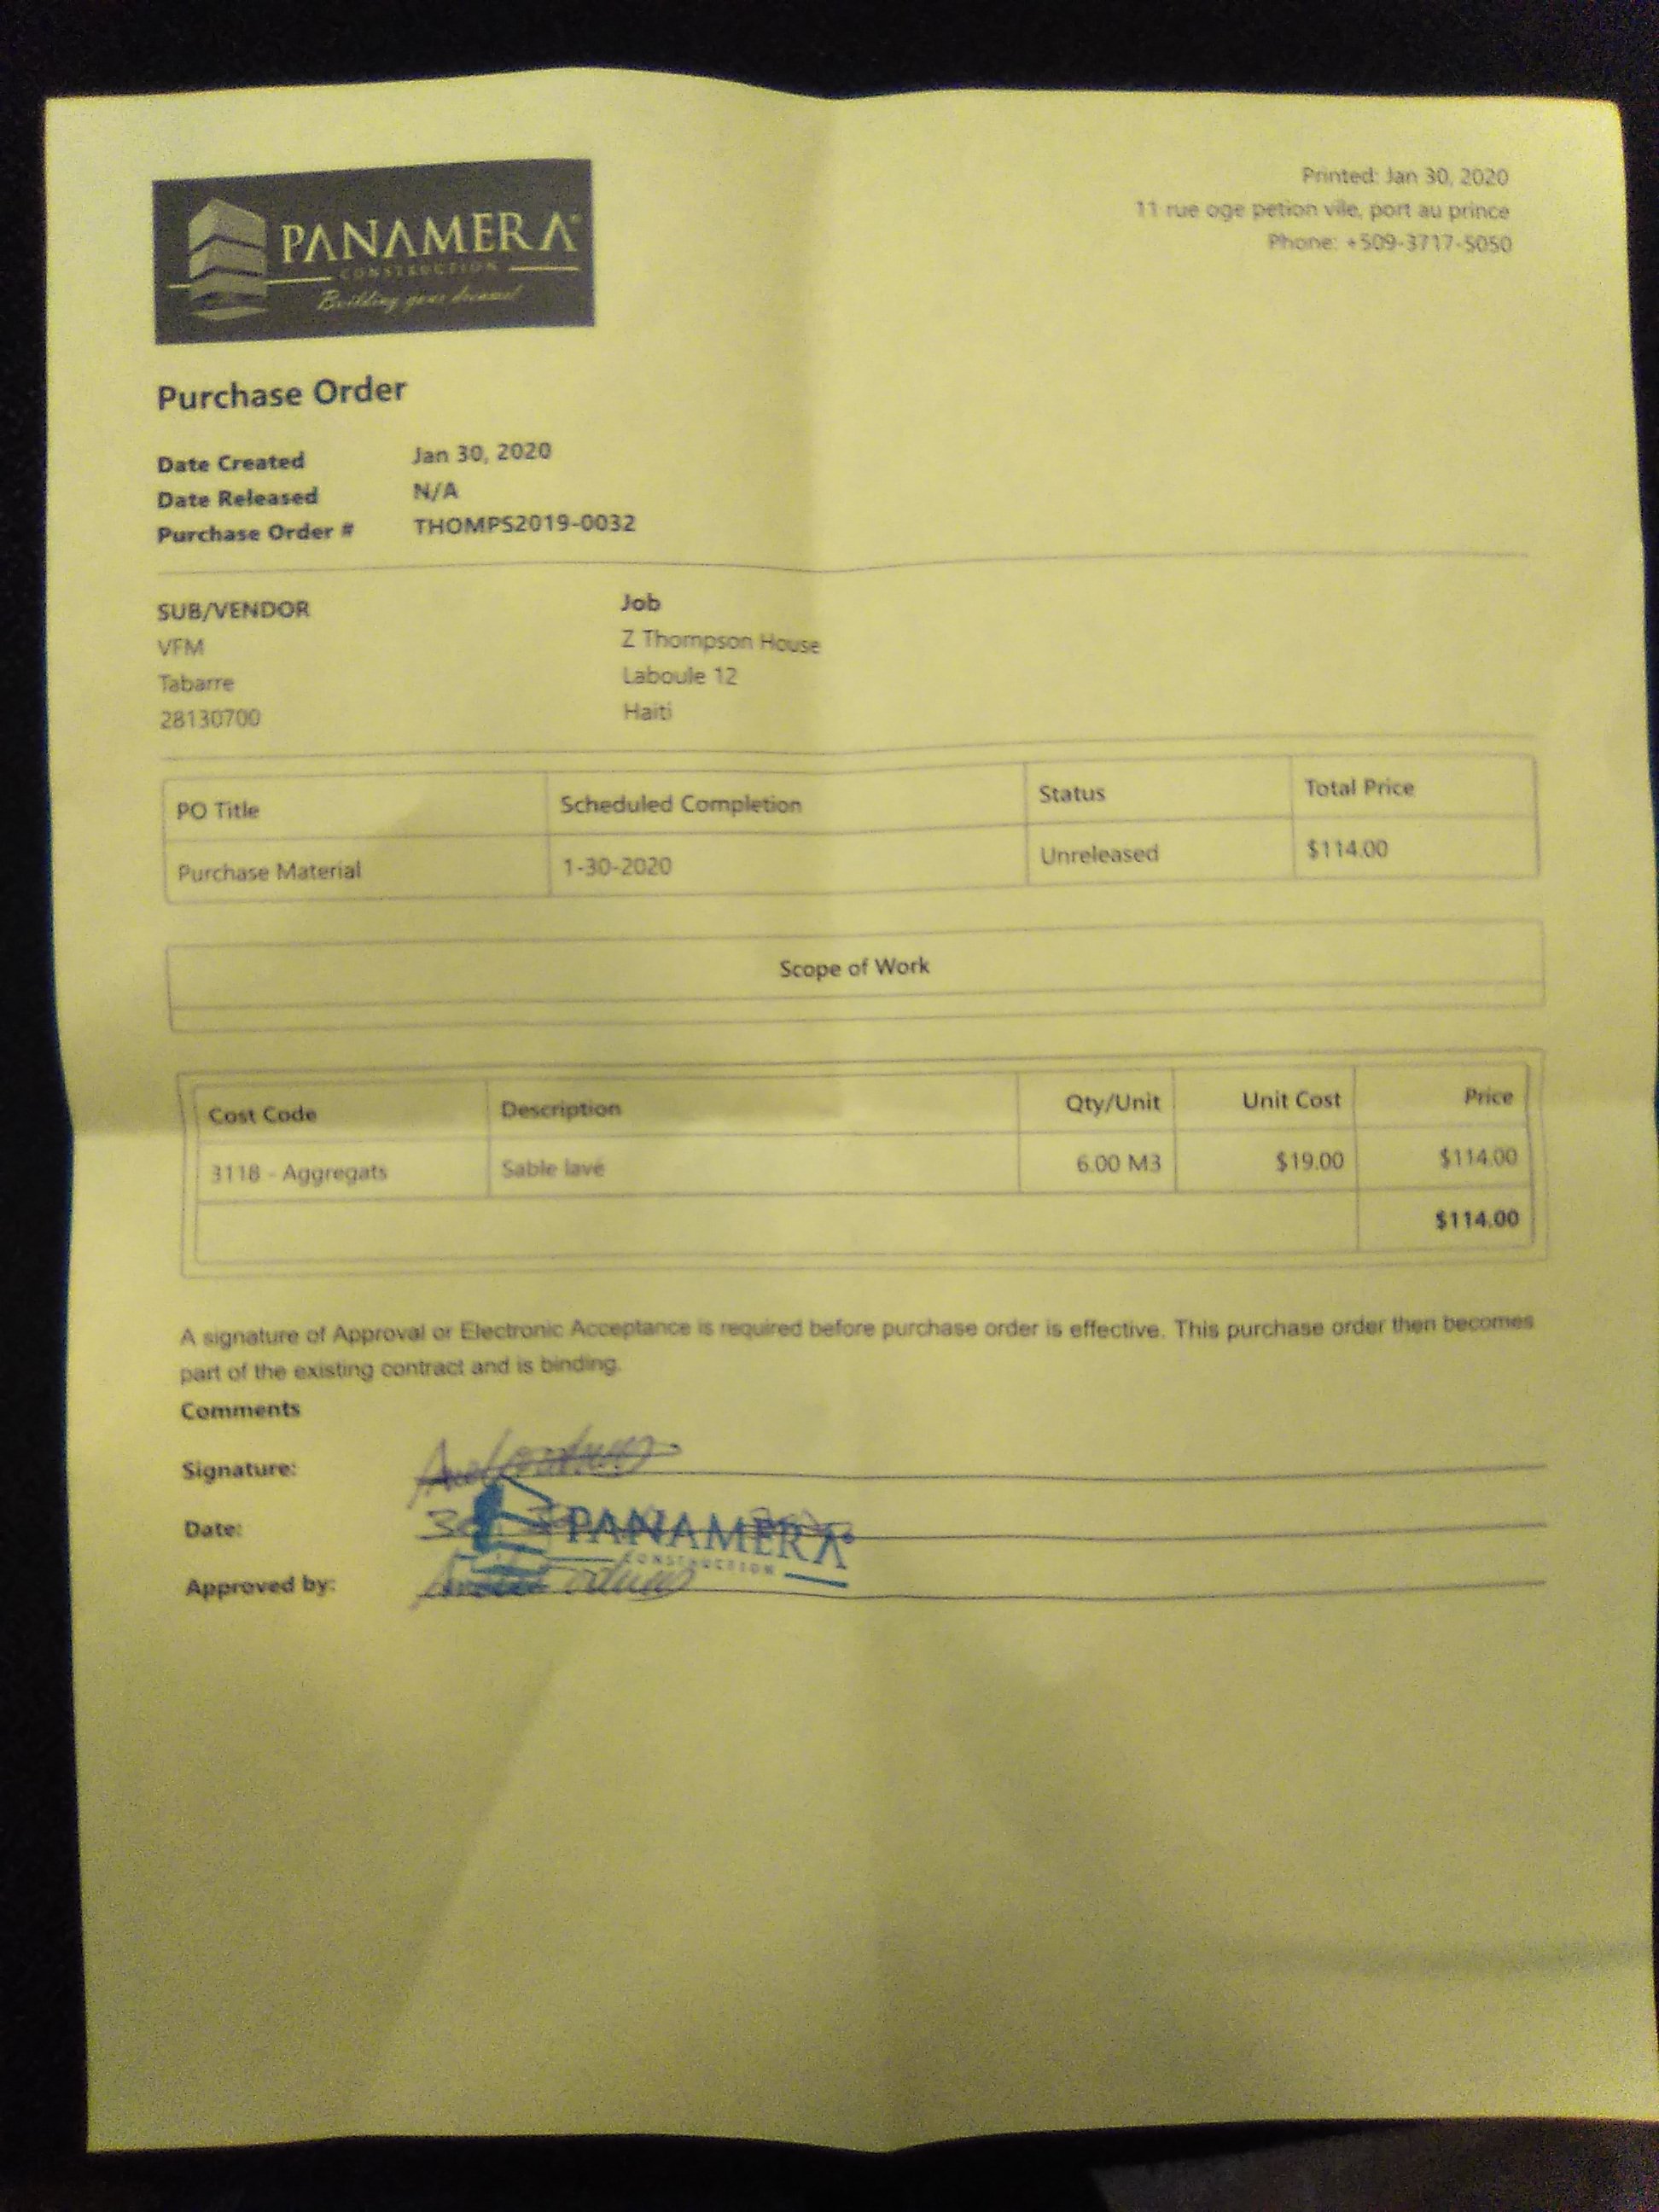 PANAMERA
CONSTRUCTION
Building your dreams!
Printed: Jan 30, 2020
11 rue oge petion vile, port au prince
Phone: +509-3717-5050
Purchase Order
Date Created Jan 30, 2020
Date Released N/A
Purchase Order # THOMPS2019-0032
SUB/VENDOR Job
VFM Z Thompson House
Tabarre Laboule 12
28130700 Haiti
PO Title Scheduled Completion Status Total Price
Purchase Material 1-30-2020 Unreleased $114.00
Scope of Work
Cost Code Description Qty/Unit Unit Cost Price
3118 - Aggregats Sable lavé 6.00 M3 $19.00 $114.00
$114.00
A signature of Approval or Electronic Acceptance is required before purchase order is effective. This purchase order then becomes
part of the existing contract and is binding.
Comments
Signature:
Date:
PANAMERA
CONSTRUCTION
Approved by: